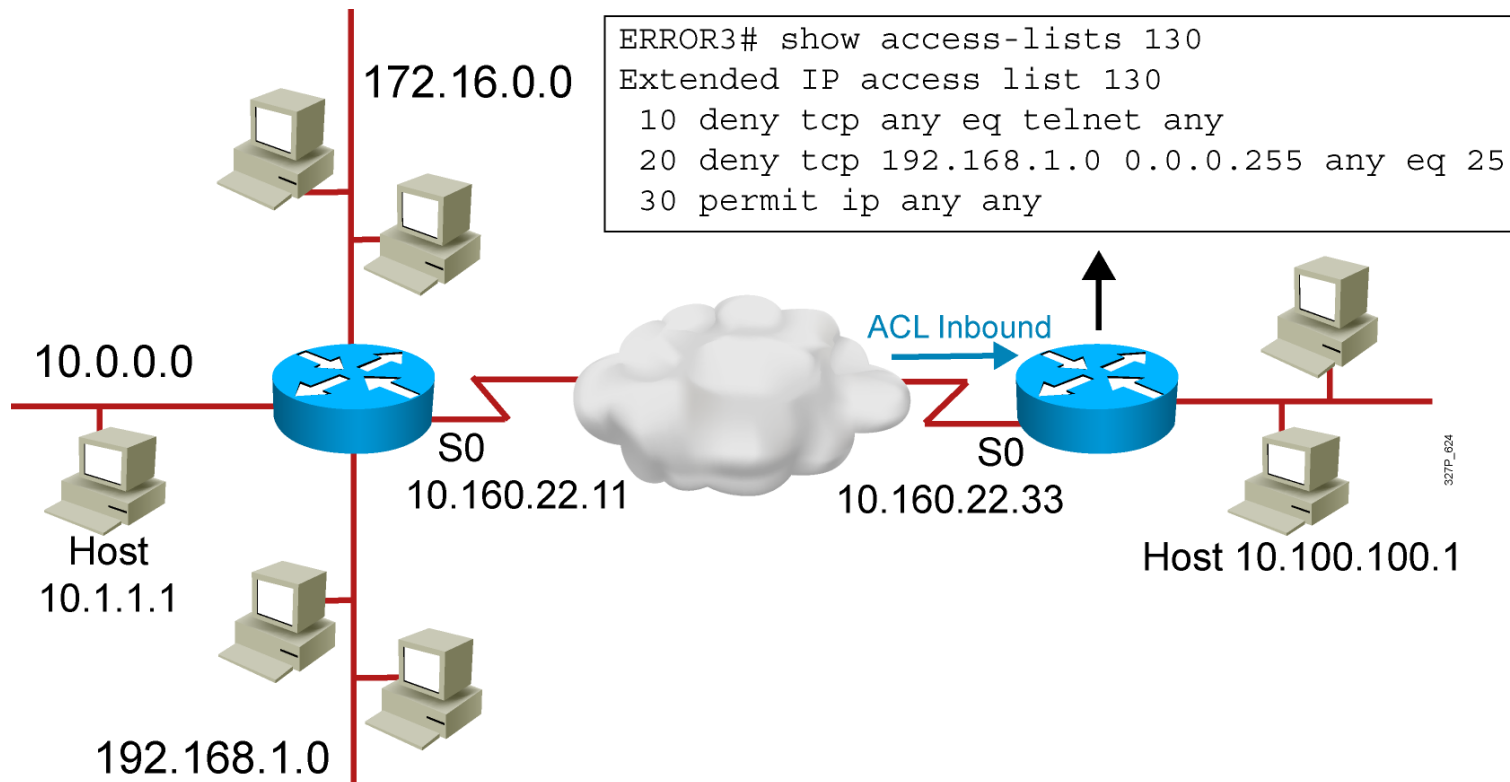 ERROR3# show access-lists 130
Extended IP access list 130
10 deny tcp any eq telnet any
20 deny tcp 192.168.1.0 0.0.0.255 any eq 25
30 permit ip any any
172.16.0.0
10.0.0.0
ACL Inbound
S0
10.160.22.11
S0
10.160.22.33
Host
10.1.1.1
Host 10.100.100.1
192.168.1.0
327P_624